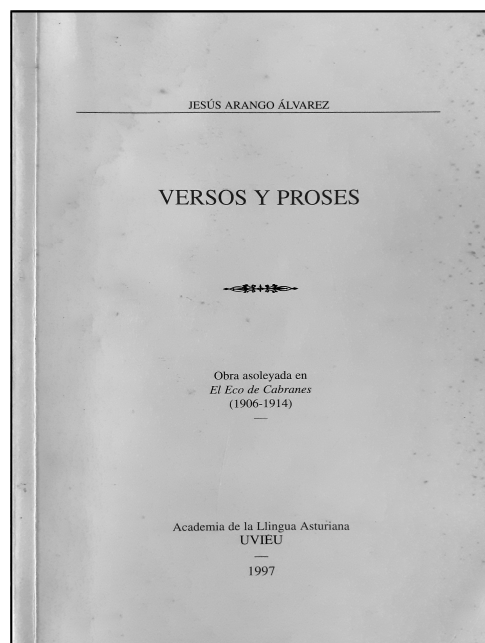 JESÚS ARANGO ÁLVAREZ
VERSOS Y PROSES
Obra asoleyada en
El Eco de Cabranes
(1906-1914)
Academia de la Llingua Asturiana
UVIEU
1997